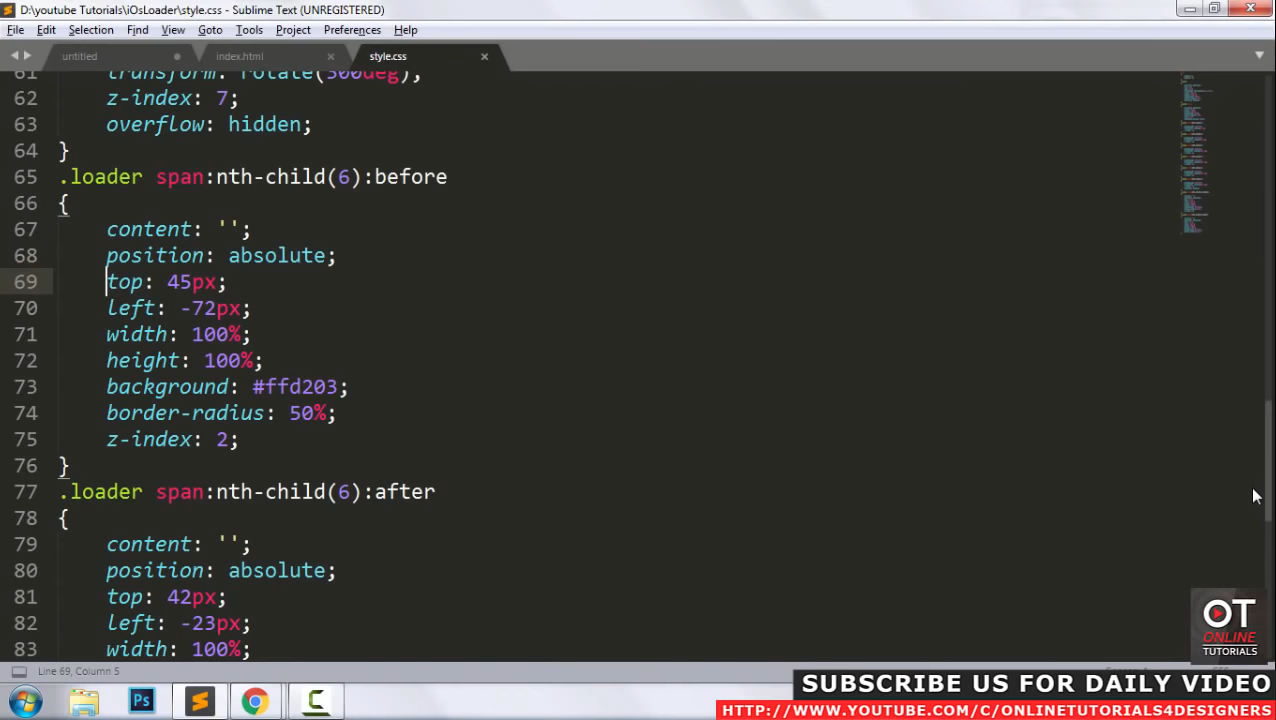 D:\youtube Tutorials\iOsLoader\style.css - Sublime Text (UNREGISTERED)
File Edit Selection Find View Goto Tools Project Preferences Help
untitled index.html style.css
61 transform: rotate(300deg);
62 z-index: 7;
63 overflow: hidden;
64 }
65 .loader span:nth-child(6):before
66 {
67 content: '';
68 position: absolute;
69 top: 45px;
70 left: -72px;
71 width: 100%;
72 height: 100%;
73 background: #ffd203;
74 border-radius: 50%;
75 z-index: 2;
76 }
77 .loader span:nth-child(6):after
78 {
79 content: '';
80 position: absolute;
81 top: 42px;
82 left: -23px;
83 width: 100%;
OT
ONLINE
TUTORIALS
Line 69, Column 5
Ps
SUBSCRIBE US FOR DAILY VIDEO
HTTP://WWW.YOUTUBE.COM/C/ONLINETUTORIALS4DESIGNERS